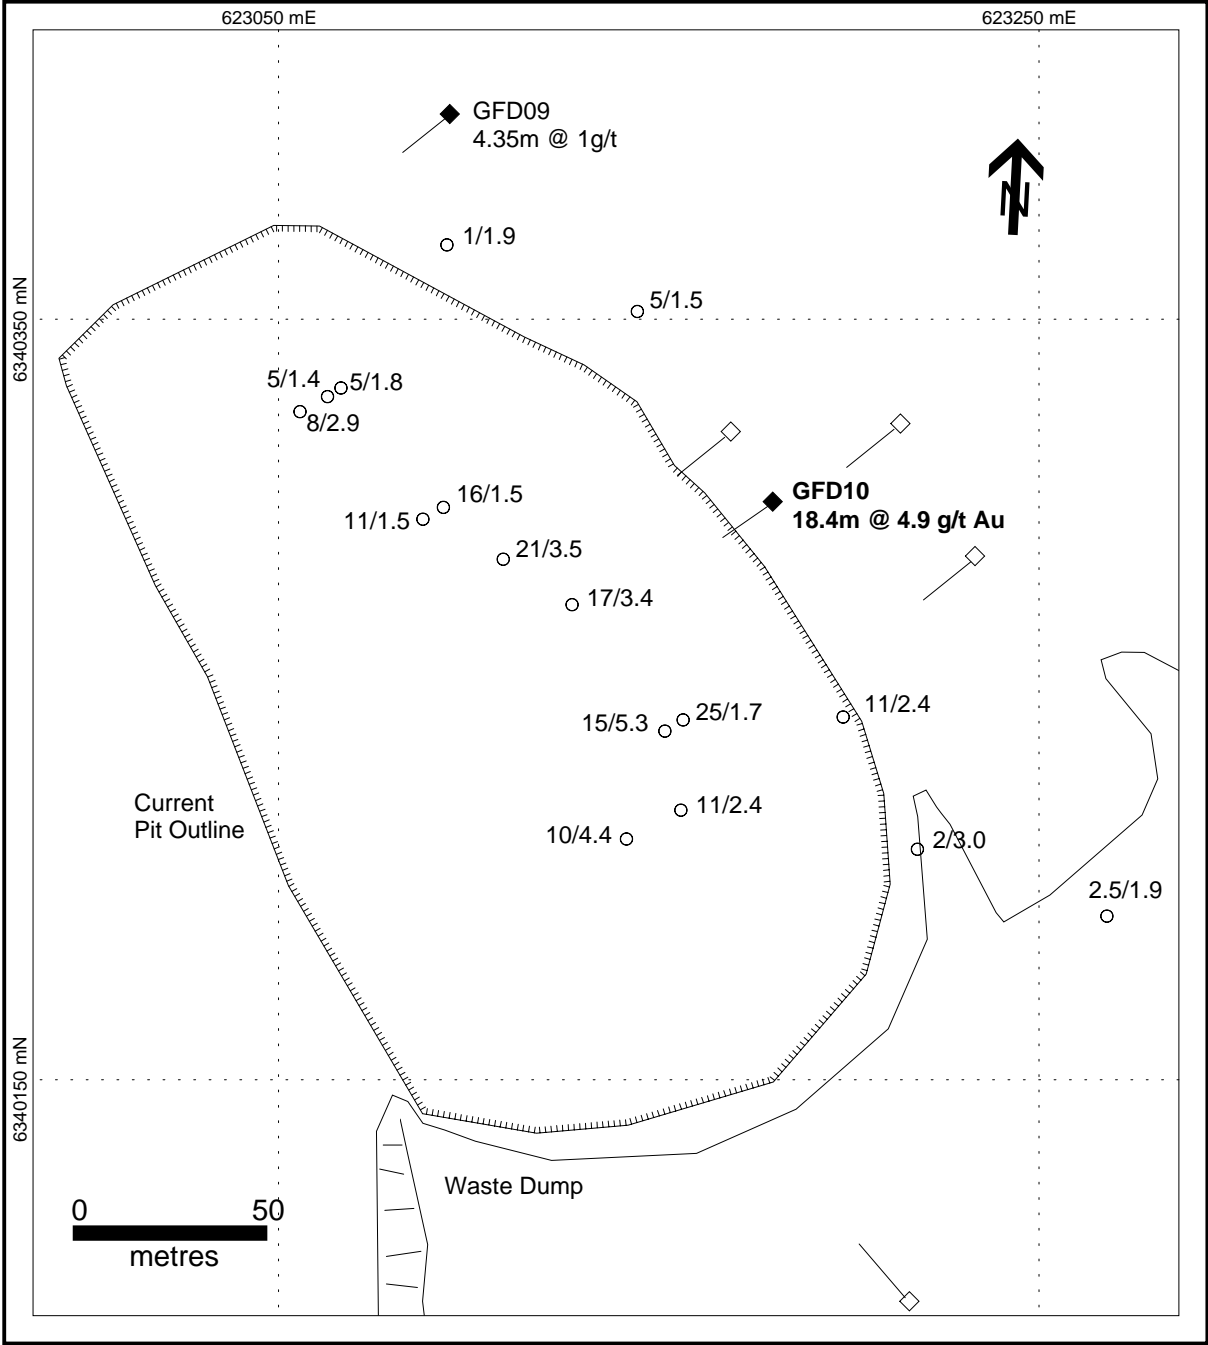 623050 mE
623250 mE
GFD09
4.35m @ 1g/t
N
1/1.9
6340350 mN
5/1.5
5/1.4
5/1.8
8/2.9
GFD10
18.4m @ 4.9 g/t Au
16/1.5
11/1.5
21/3.5
17/3.4
11/2.4
25/1.7
15/5.3
Current
Pit Outline
11/2.4
10/4.4
2/3.0
2.5/1.9
6340150 mN
Waste Dump
0 50
metres